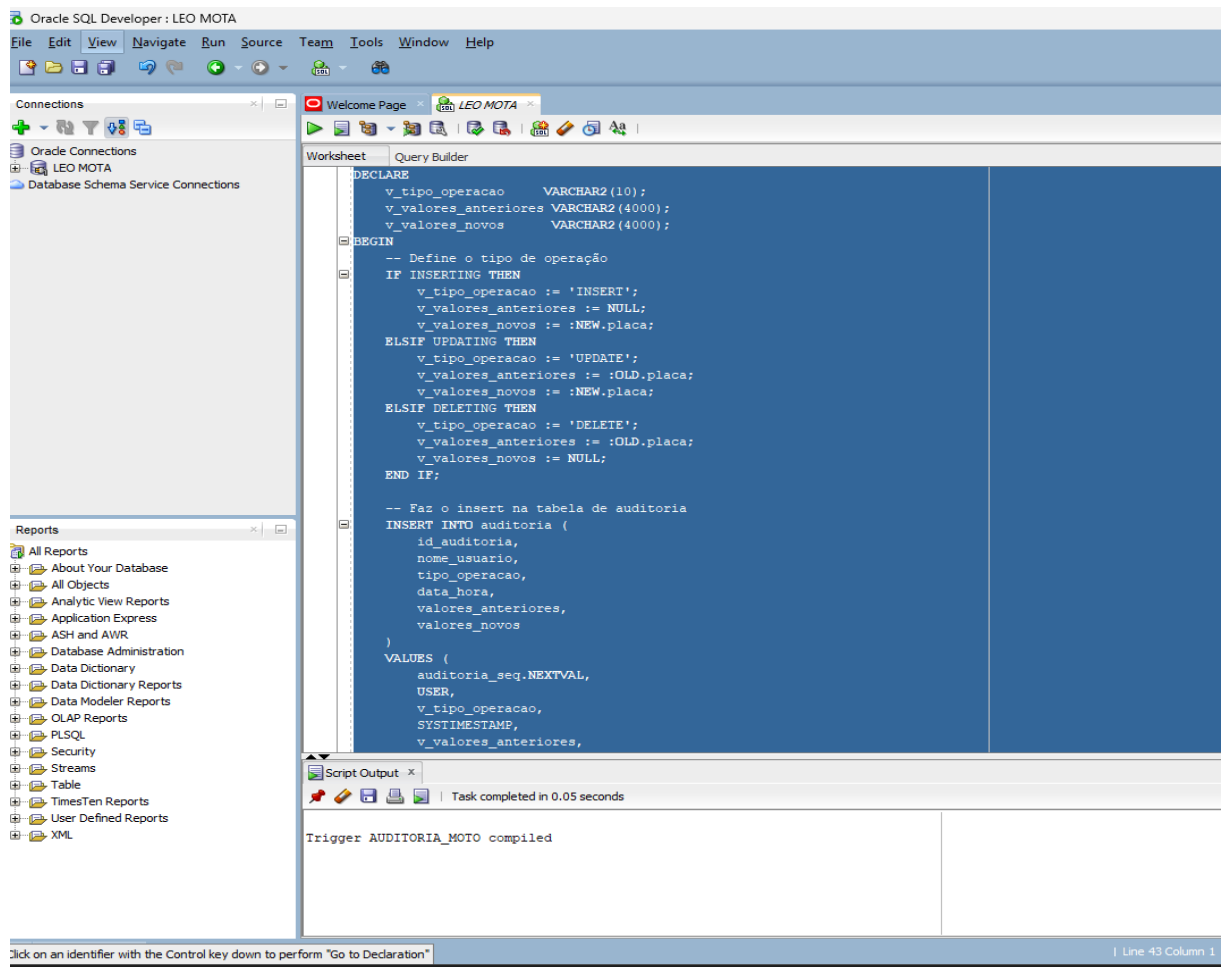 Oracle SQL Developer : LEO MOTA
File Edit View Navigate Run Source Team Tools Window Help
Connections
Oracle Connections
LEO MOTA
Database Schema Service Connections
Reports
All Reports
About Your Database
All Objects
Analytic View Reports
Application Express
ASH and AWR
Database Administration
Data Dictionary
Data Dictionary Reports
Data Modeler Reports
OLAP Reports
PLSQL
Security
Streams
Table
TimesTen Reports
User Defined Reports
XML
Welcome Page LEO MOTA
Worksheet Query Builder
DECLARE
    v_tipo_operacao     VARCHAR2(10);
    v_valores_anteriores VARCHAR2(4000);
    v_valores_novos      VARCHAR2(4000);
BEGIN
    -- Define o tipo de operação
    IF INSERTING THEN
        v_tipo_operacao := 'INSERT';
        v_valores_anteriores := NULL;
        v_valores_novos := :NEW.placa;
    ELSIF UPDATING THEN
        v_tipo_operacao := 'UPDATE';
        v_valores_anteriores := :OLD.placa;
        v_valores_novos := :NEW.placa;
    ELSIF DELETING THEN
        v_tipo_operacao := 'DELETE';
        v_valores_anteriores := :OLD.placa;
        v_valores_novos := NULL;
    END IF;
    -- Faz o insert na tabela de auditoria
    INSERT INTO auditoria (
        id_auditoria,
        nome_usuario,
        tipo_operacao,
        data_hora,
        valores_anteriores,
        valores_novos
    )
    VALUES (
        auditoria_seq.NEXTVAL,
        USER,
        v_tipo_operacao,
        SYSTIMESTAMP,
        v_valores_anteriores,
Script Output
Task completed in 0.05 seconds
Trigger AUDITORIA_MOTO compiled
Click on an identifier with the Control key down to perform "Go to Declaration"
| Line 43 Column 1